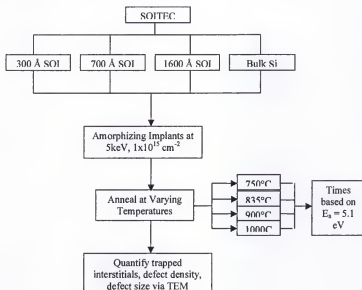 SOITEC
300 Å SOI
700 Å SOI
1600 Å SOI
Bulk Si
Amorphizing Implants at
5keV, 1x10¹⁵ cm⁻²
Anneal at Varying
Temperatures
750°C
835°C
900°C
1000C
Times
based on
Eₐ = 5.1
eV
Quantify trapped
interstitials, defect density,
defect size via TEM